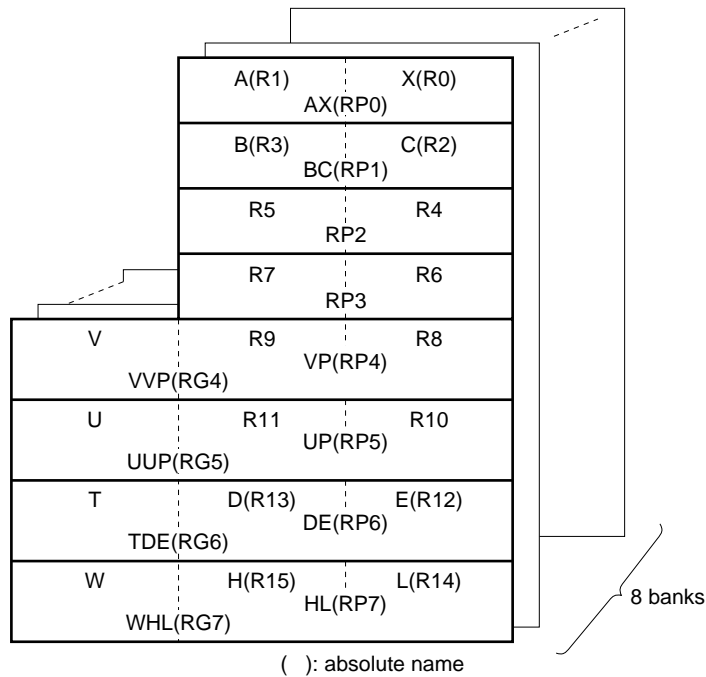 A(R1) X(R0)
AX(RP0)
B(R3) C(R2)
BC(RP1)
R5 R4
RP2
R7 R6
RP3
V R9 R8
VP(RP4)
VVP(RG4)
U R11 R10
UP(RP5)
UUP(RG5)
T D(R13) E(R12)
DE(RP6)
TDE(RG6)
W H(R15) L(R14)
HL(RP7)
WHL(RG7)
8 banks
( ): absolute name